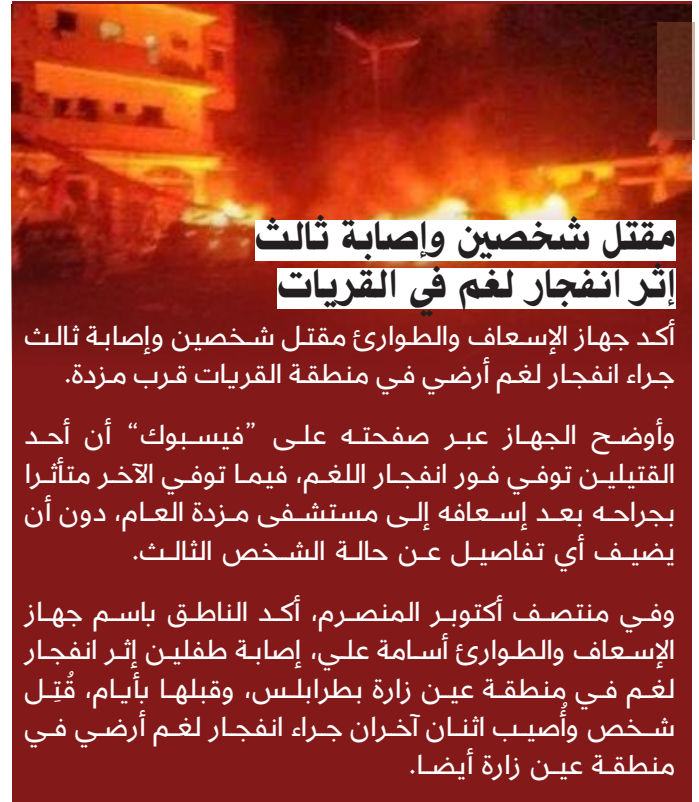 مقتل شخصين وإصابة ثالث
إثر انفجار لغم في القريات
أكد جهاز الإسعاف والطوارئ مقتل شخصين وإصابة ثالث
جراء انفجار لغم أرضي في منطقة القريات قرب مزدة.
وأوضح الجهاز عبر صفحته على ”فيسبوك“ أن أحد
القتيلين توفي فور انفجار اللغم، فيما توفي الآخر متأثرا
بجراحه بعد إسعافه إلى مستشفى مزدة العام، دون أن
يضيف أي تفاصيل عن حالة الشخص الثالث.
وفي منتصف أكتوبر المنصرم، أكد الناطق باسم جهاز
الإسعاف والطوارئ أسامة علي، إصابة طفلين إثر انفجار
لغم في منطقة عين زارة بطرابلس، وقبلها بأيام، قُتِل
شخص وأُصيب اثنان آخران جراء انفجار لغم أرضي في
منطقة عين زارة أيضا.